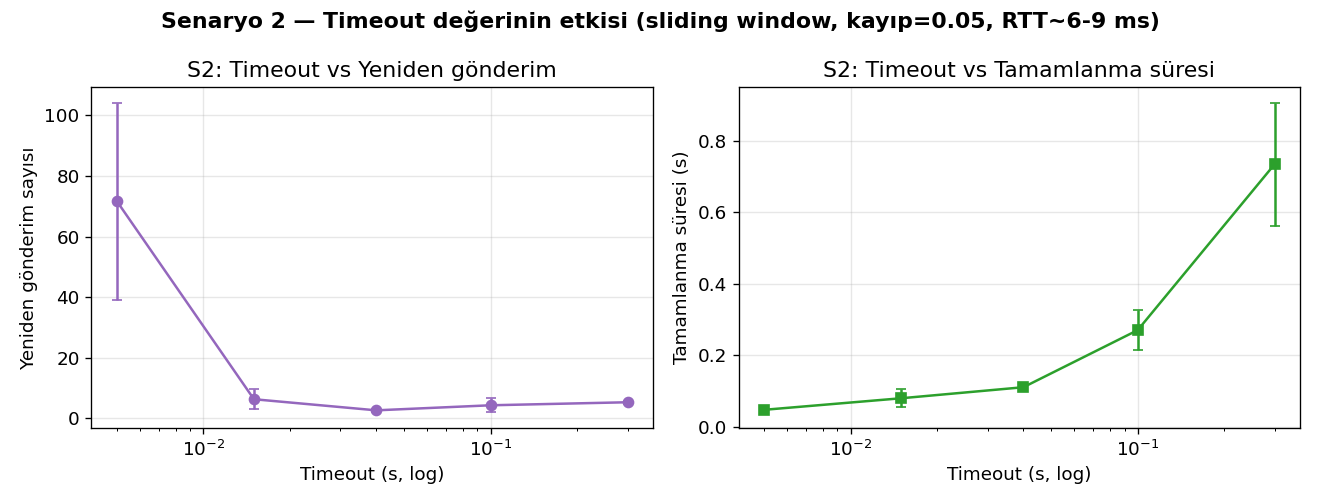 Senaryo 2 — Timeout değerinin etkisi (sliding window, kayıp=0.05, RTT~6-9 ms)
S2: Timeout vs Yeniden gönderim
Yeniden gönderim sayısı
100
80
60
40
20
0
10⁻²
10⁻¹
Timeout (s, log)
S2: Timeout vs Tamamlanma süresi
Tamamlanma süresi (s)
0.8
0.6
0.4
0.2
0.0
10⁻²
10⁻¹
Timeout (s, log)